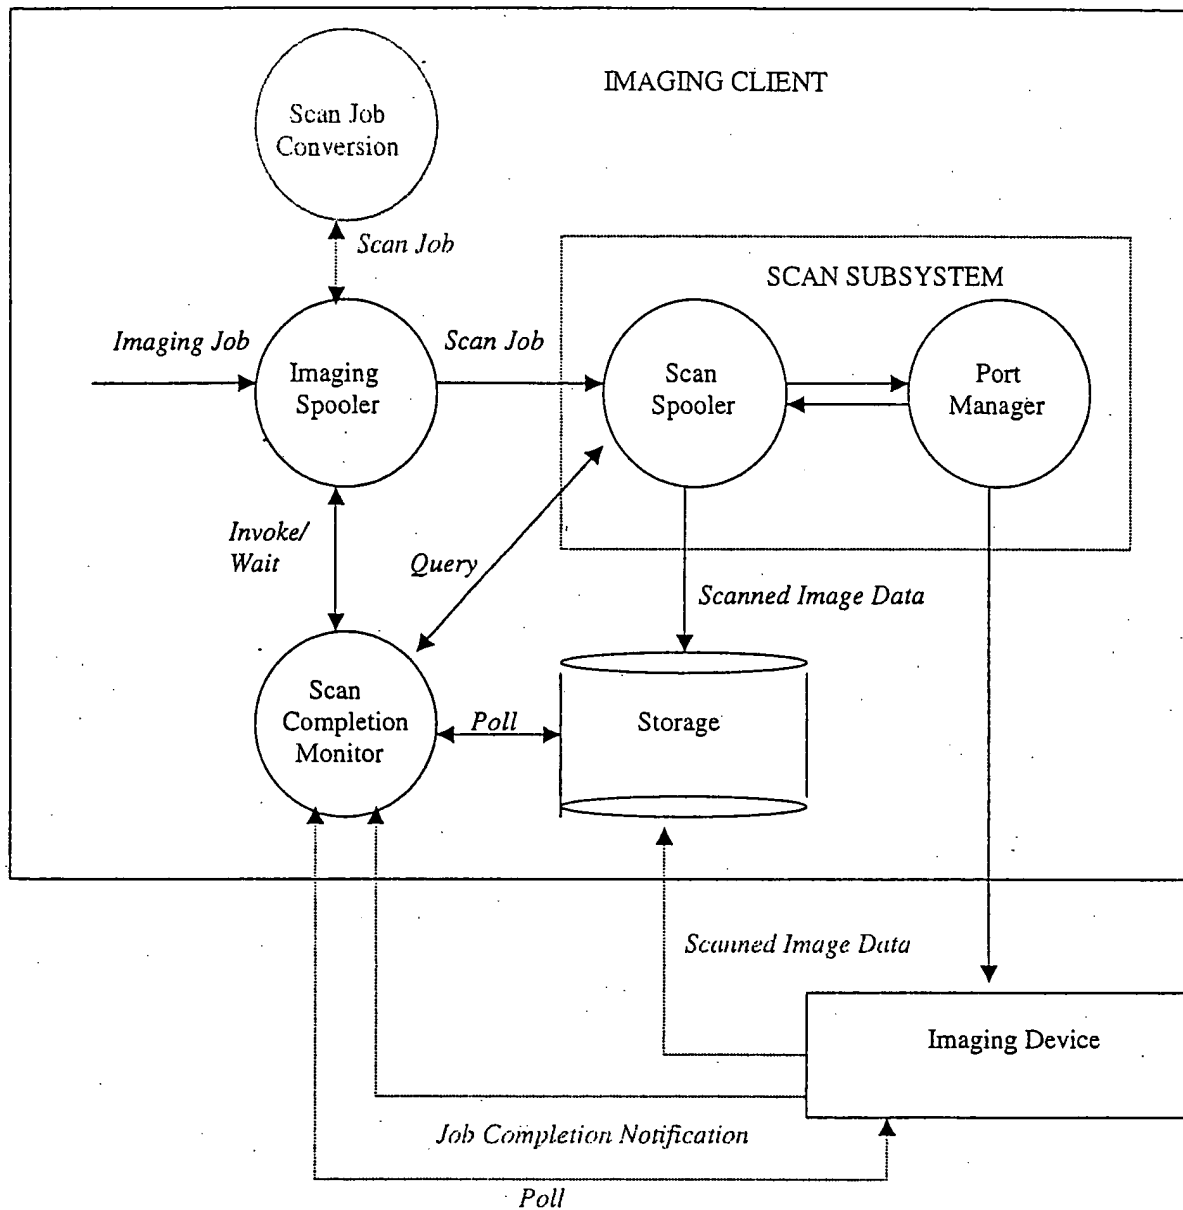 IMAGING CLIENT
Scan Job
Conversion
Scan Job
SCAN SUBSYSTEM
Imaging Job
Imaging
Spooler
Scan Job
Scan
Spooler
Port
Manager
Invoke/
Wait
Query
Scanned Image Data
Scan
Completion
Monitor
Poll
Storage
Scanned Image Data
Imaging Device
Job Completion Notification
Poll